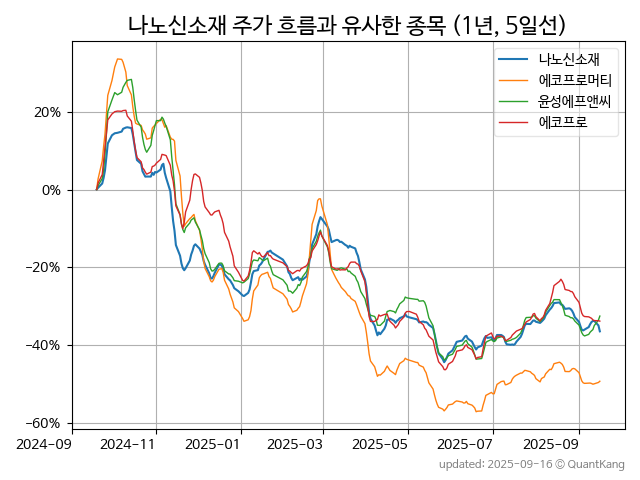 나노신소재 주가 흐름과 유사한 종목 (1년, 5일선)
나노신소재
에코프로머티
윤성에프앤씨
에코프로
20%
0%
−20%
−40%
−60%
2024-09 2024-11 2025-01 2025-03 2025-05 2025-07 2025-09
updated: 2025-09-16 © QuantKang